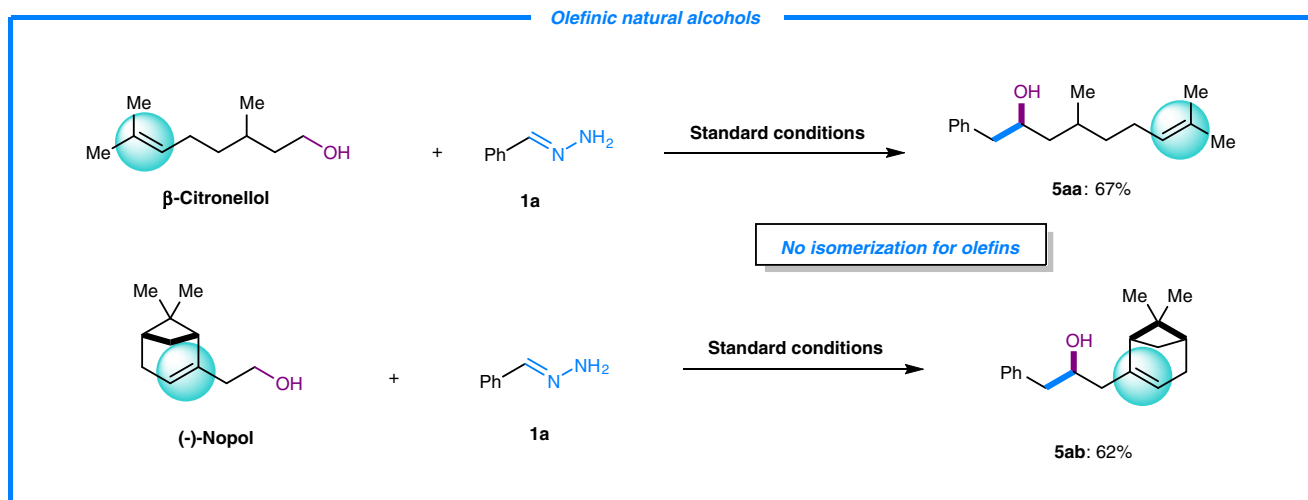 Olefinic natural alcohols
Me
Me
Me
OH
β-Citronellol
+
Ph
N
NH2
1a
Standard conditions
OH
Me
Me
Ph
Me
5aa: 67%
No isomerization for olefins
Me
Me
OH
(-)-Nopol
+
Ph
N
NH2
1a
Standard conditions
Me
Me
OH
Ph
5ab: 62%